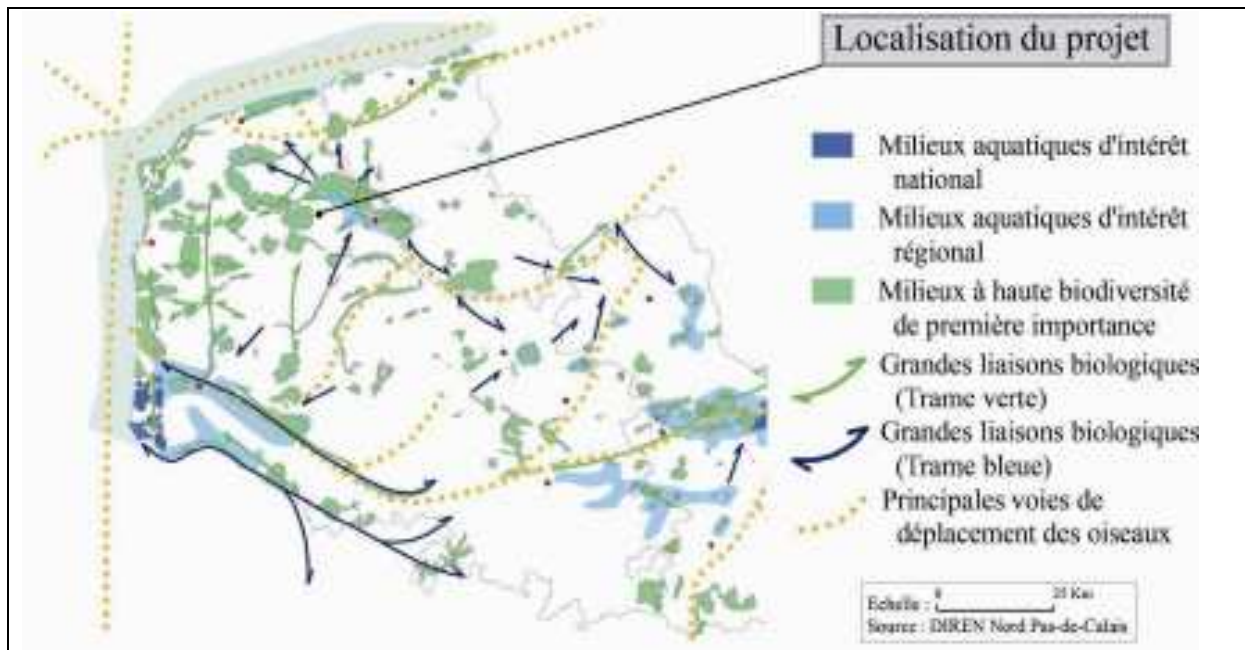 Localisation du projet
Milieux aquatiques d'intérêt
national
Milieux aquatiques d'intérêt
régional
Milieux à haute biodiversité
de première importance
Grandes liaisons biologiques
(Trame verte)
Grandes liaisons biologiques
(Trame bleue)
Principales voies de
déplacement des oiseaux
Echelle : 0 25 Km
Source : DIREN Nord Pas-de-Calais